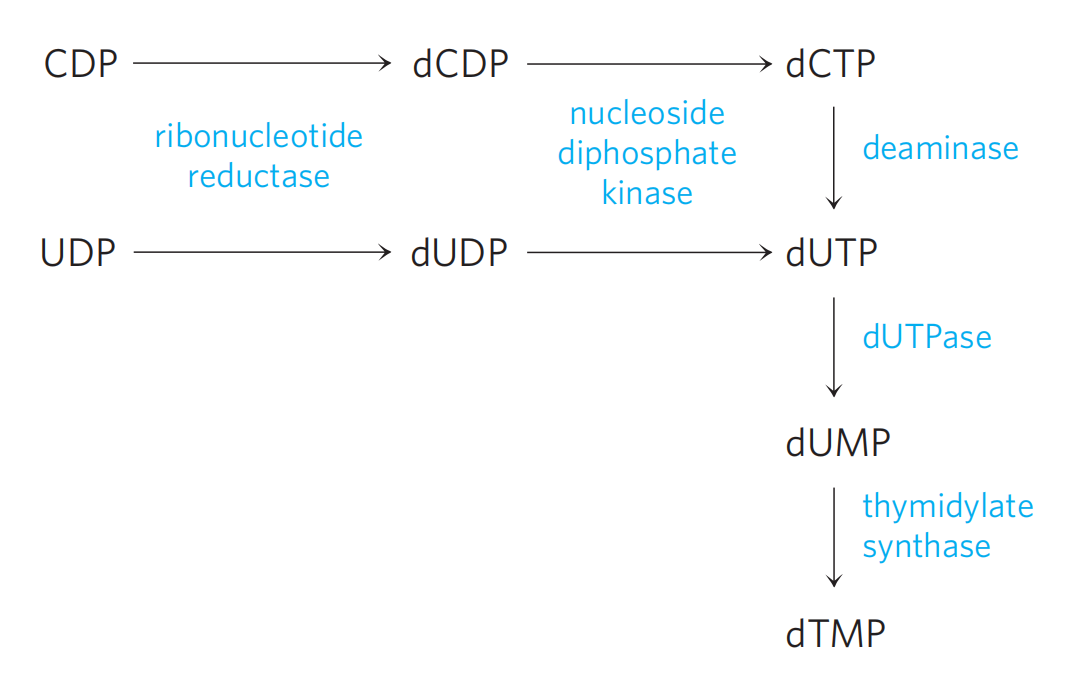 CDP dCDP dCTP
ribonucleotide
reductase
nucleoside
diphosphate
kinase
deaminase
UDP dUDP dUTP
dUTPase
dUMP
thymidylate
synthase
dTMP